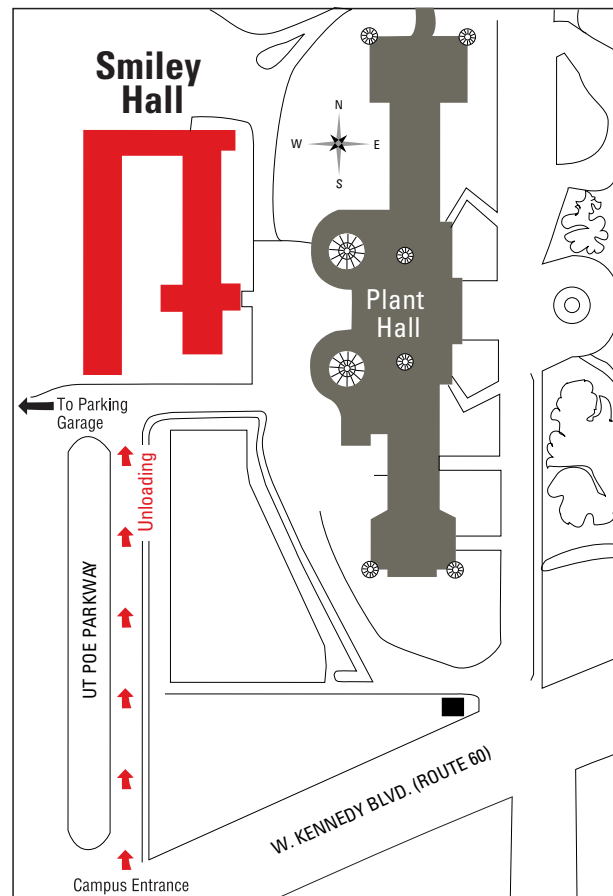 Smiley
Hall
N
W
E
S
Plant
Hall
To Parking
Garage
Unloading
UT POE PARKWAY
W. KENNEDY BLVD. (ROUTE 60)
Campus Entrance